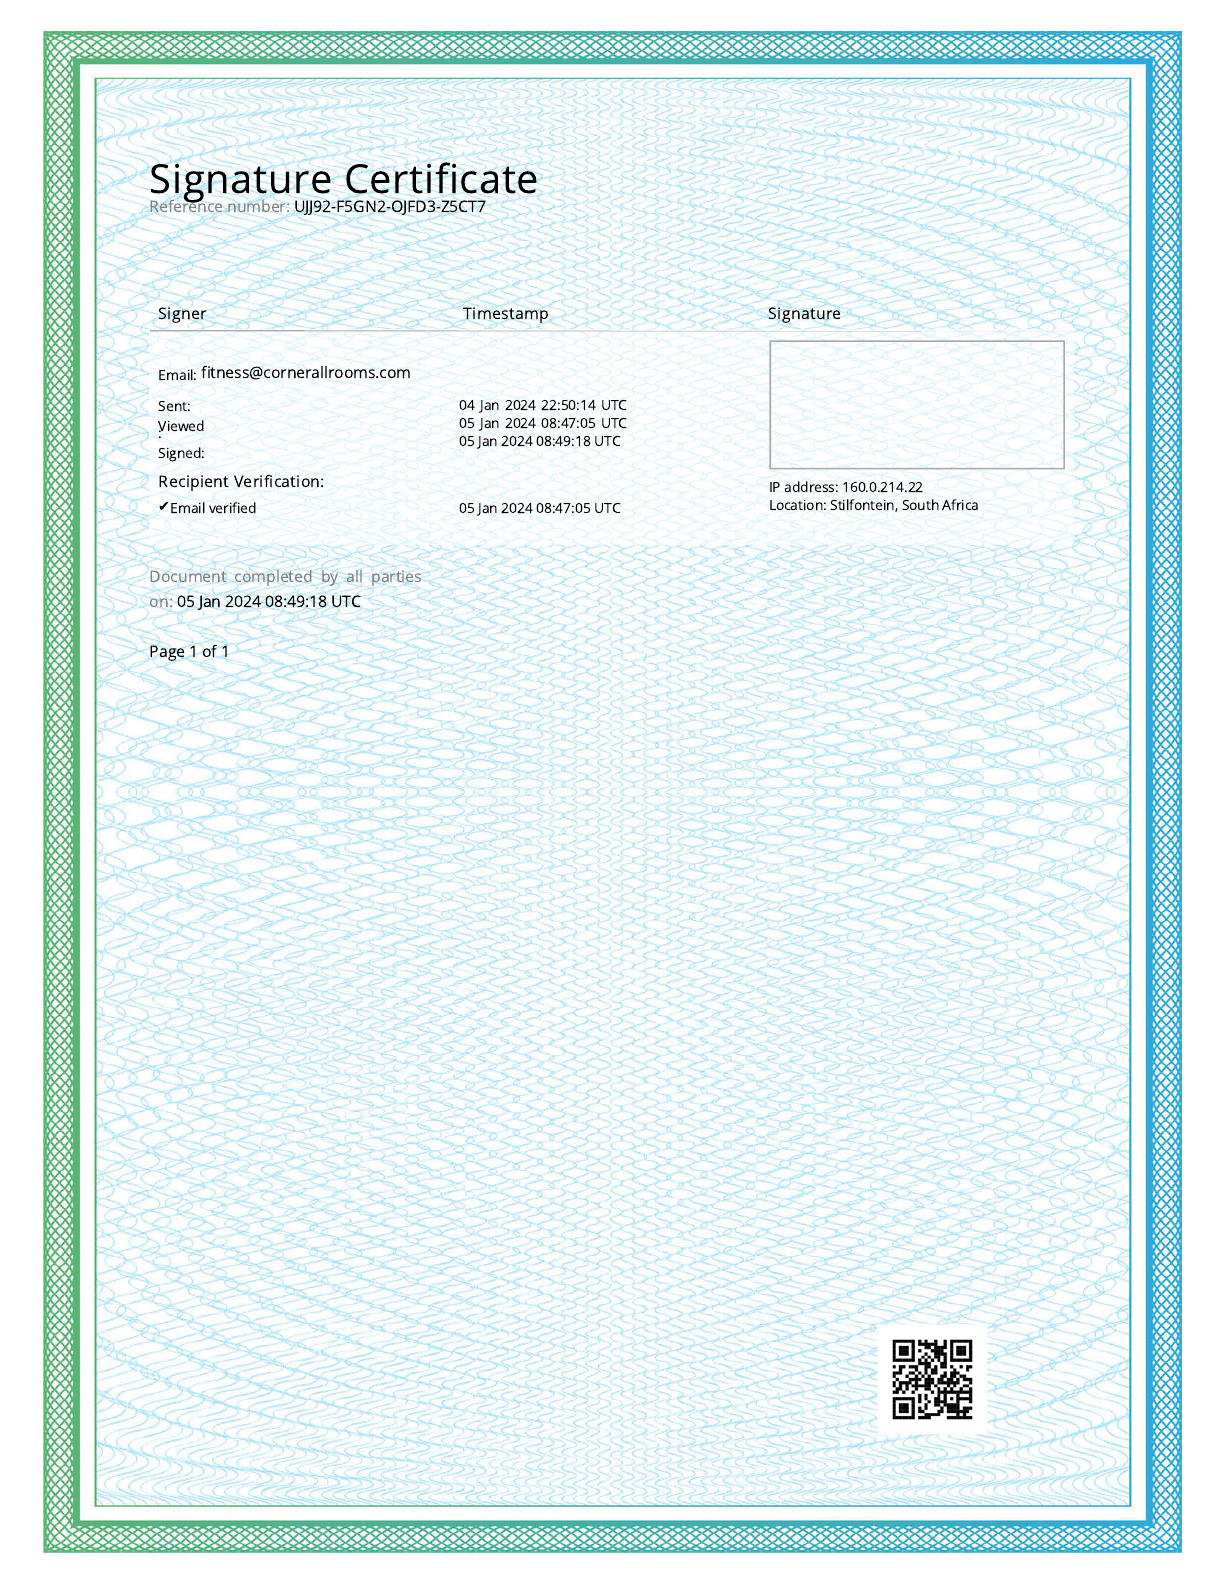 Signature Certificate
Reference number: UJJ92-F5GN2-OJFD3-Z5CT7
Signer Timestamp Signature
Email: fitness@cornerallrooms.com
Sent: 04 Jan 2024 22:50:14 UTC
Viewed 05 Jan 2024 08:47:05 UTC
:
Signed: 05 Jan 2024 08:49:18 UTC
Recipient Verification:
✔Email verified 05 Jan 2024 08:47:05 UTC
IP address: 160.0.214.22
Location: Stilfontein, South Africa
Document completed by all parties
on: 05 Jan 2024 08:49:18 UTC
Page 1 of 1